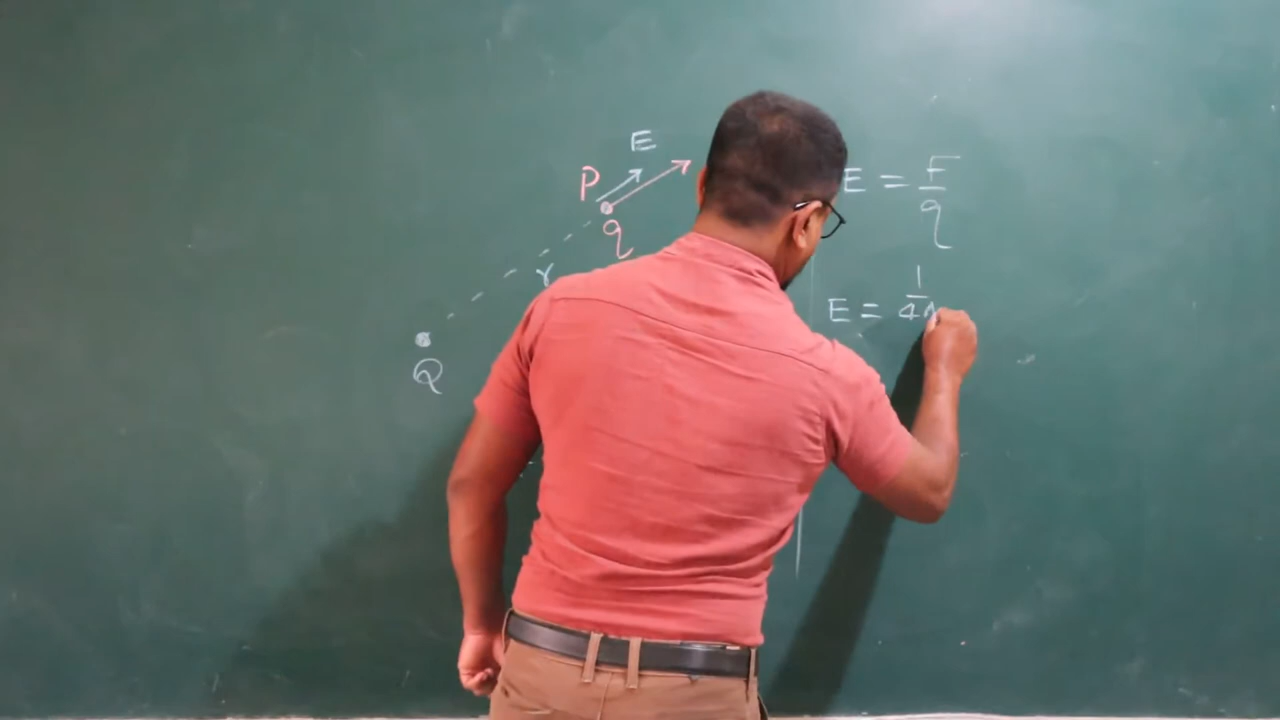 E
P
q
r
Q
E = F/q
E = 1/4π